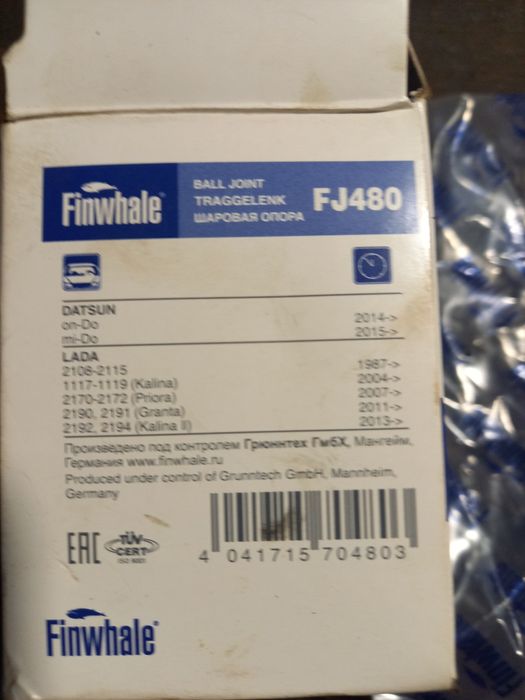 Finwhale®
BALL JOINT
TRAGGELENK
ШАРОВАЯ ОПОРА
FJ480
DATSUN
on-Do 2014->
mi-Do 2015->
LADA
2108-2115 1987->
1117-1119 (Kalina) 2004->
2170-2172 (Priora) 2007->
2190, 2191 (Granta) 2011->
2192, 2194 (Kalina II) 2013->
Произведено под контролем Грюннтех ГмбХ, Мангейм,
Германия www.finwhale.ru
Produced under control of Grunntech GmbH, Mannheim,
Germany
EAC
TÜV
CERT
ISO 9001
4 041715 704803
Finwhale®